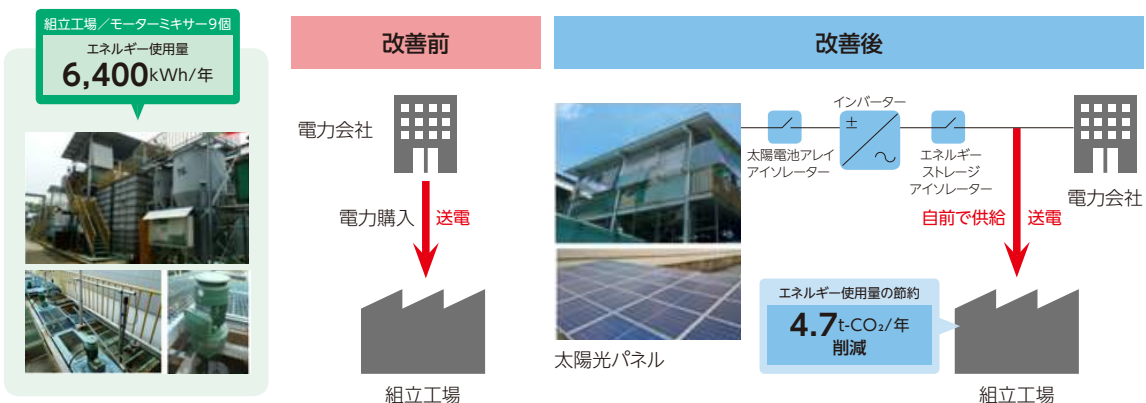 組立工場／モーターミキサー9個
エネルギー使用量
6,400kWh/年
改善前
電力会社
電力購入
送電
組立工場
改善後
太陽光パネル
太陽電池アレイ
アイソレーター
インバーター
±
エネルギー
ストレージ
アイソレーター
電力会社
自前で供給
送電
エネルギー使用量の節約
4.7t-CO₂/年
削減
組立工場